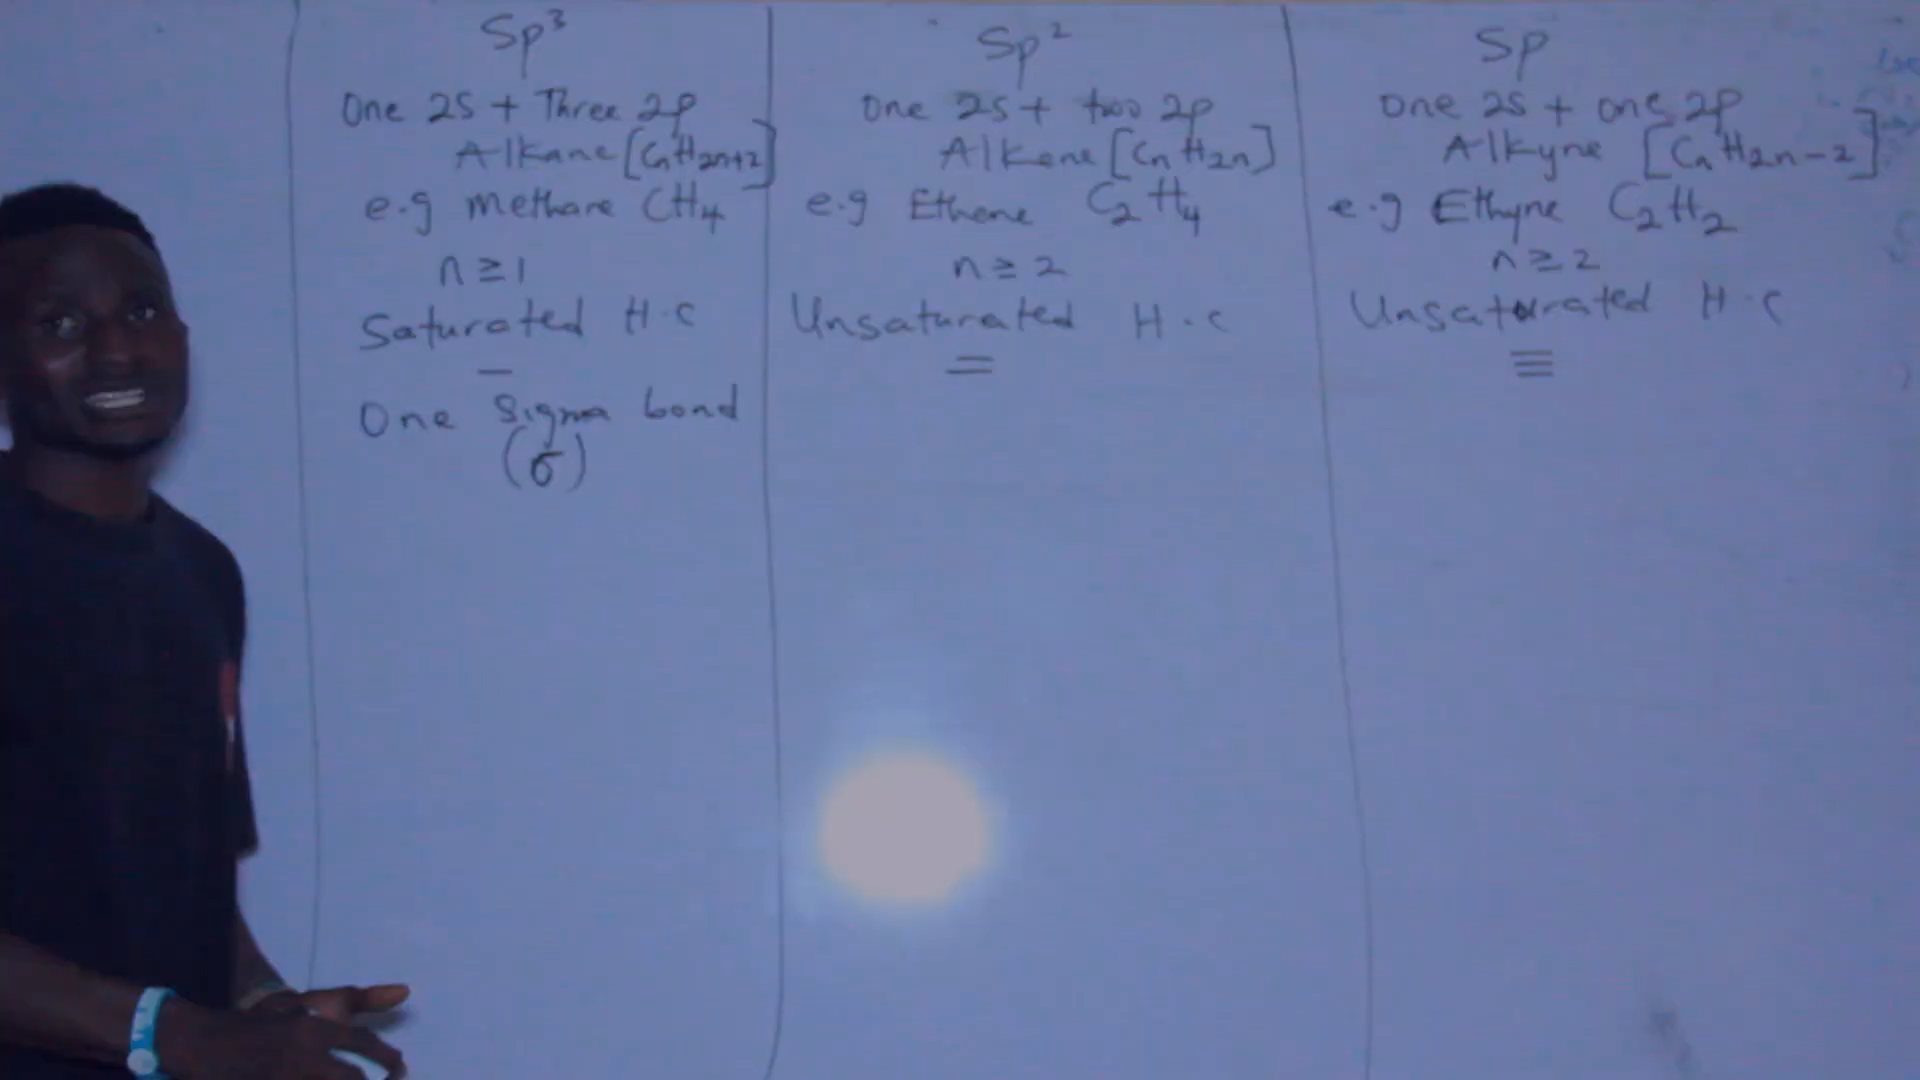 Sp³
One 2S + Three 2p
Alkane [CnH2n+2]
e.g methane CH4
n ≥ 1
Saturated H.C
–
One Sigma bond
(σ)
Sp²
One 2s + two 2p
Alkene [CnH2n]
e.g Ethene C2H4
n ≥ 2
Unsaturated H.C
=
Sp
One 2s + one 2p
Alkyne [CnH2n-2]
e.g Ethyne C2H2
n ≥ 2
Unsaturated H.C
≡